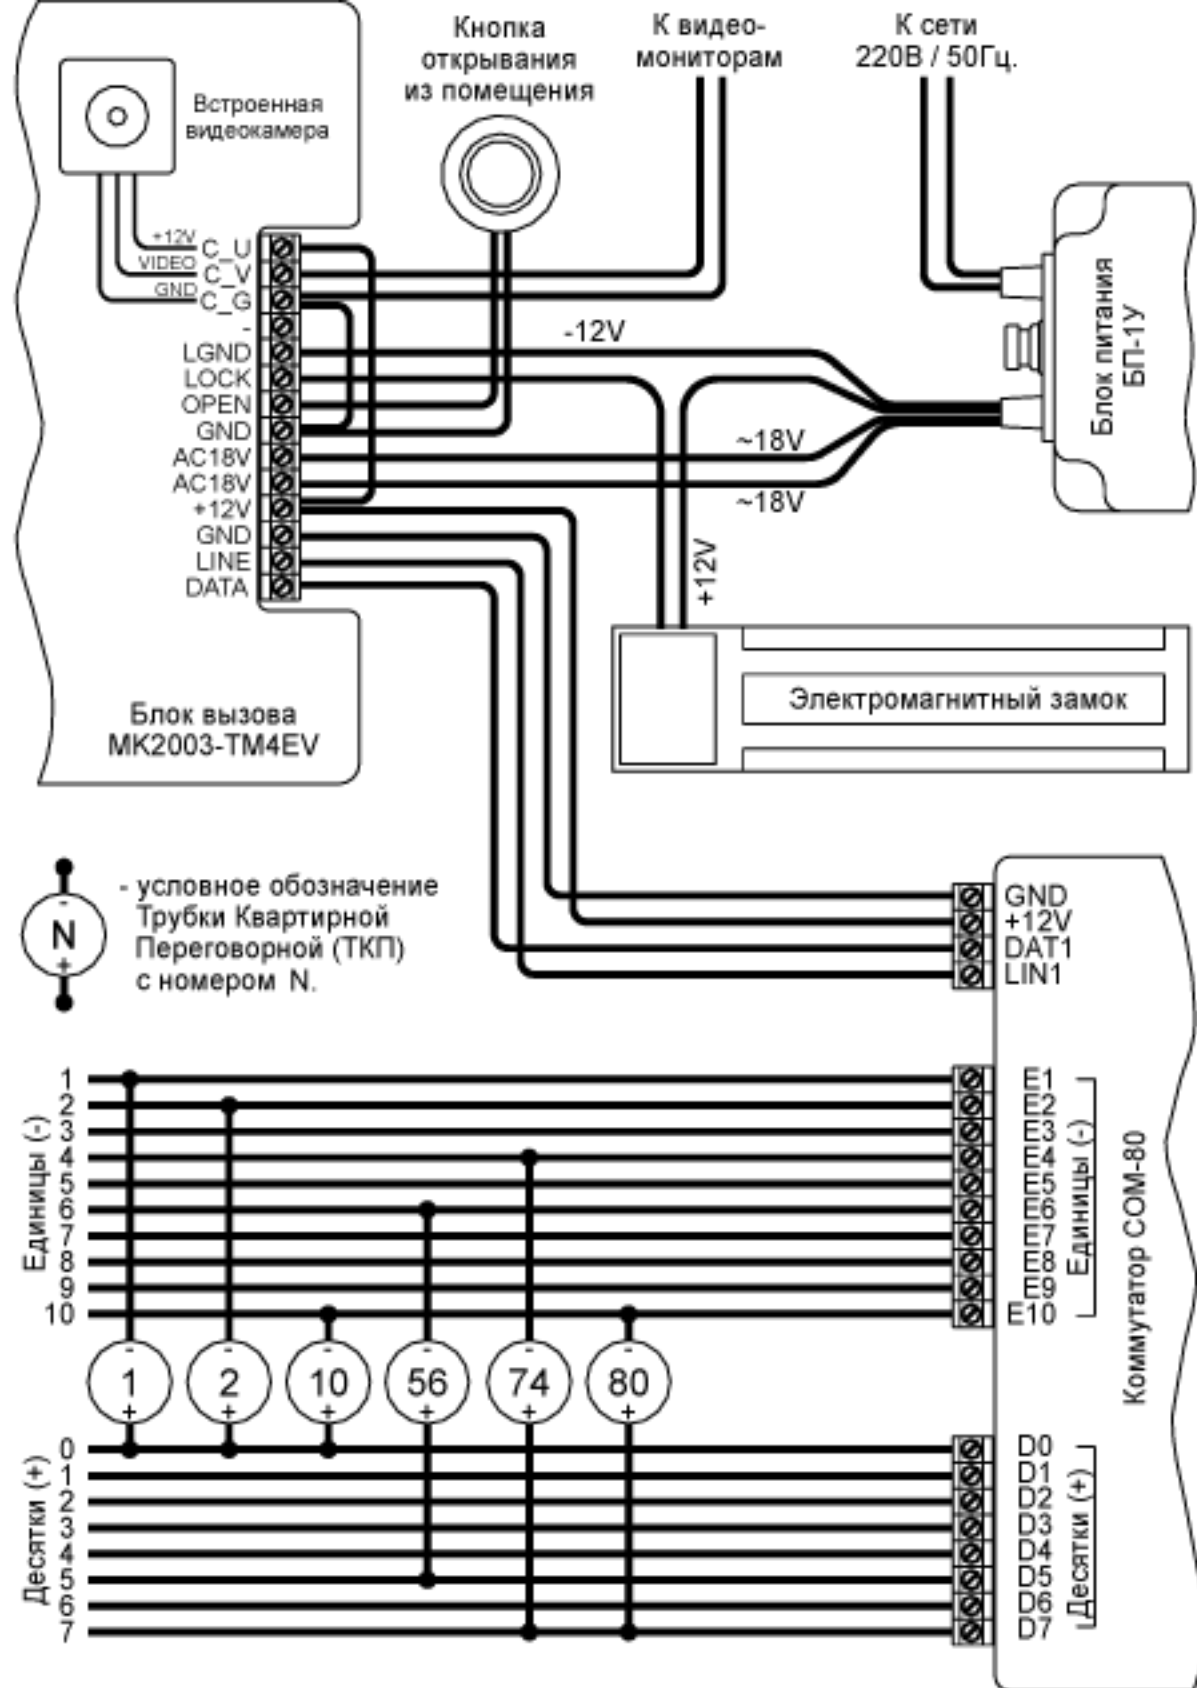 Кнопка
открывания
из помещения
К видео-
мониторам
К сети
220В / 50Гц.
Встроенная
видеокамера
+12V
VIDEO
GND
C_U
C_V
C_G
-
LGND
LOCK
OPEN
GND
AC18V
AC18V
+12V
GND
LINE
DATA
-12V
~18V
~18V
+12V
Блок питания
БП-1У
Электромагнитный замок
Блок вызова
МК2003-ТМ4EV
-
N
+
- условное обозначение
Трубки Квартирной
Переговорной (ТКП)
с номером N.
GND
+12V
DAT1
LIN1
Единицы (-)
1
2
3
4
5
6
7
8
9
10
E1
E2
E3
E4
E5
E6
E7
E8
E9
E10
Единицы (-)
Коммутатор COM-80
- - - - - -
1 2 10 56 74 80
+ + + + + +
Десятки (+)
0
1
2
3
4
5
6
7
D0
D1
D2
D3
D4
D5
D6
D7
Десятки (+)